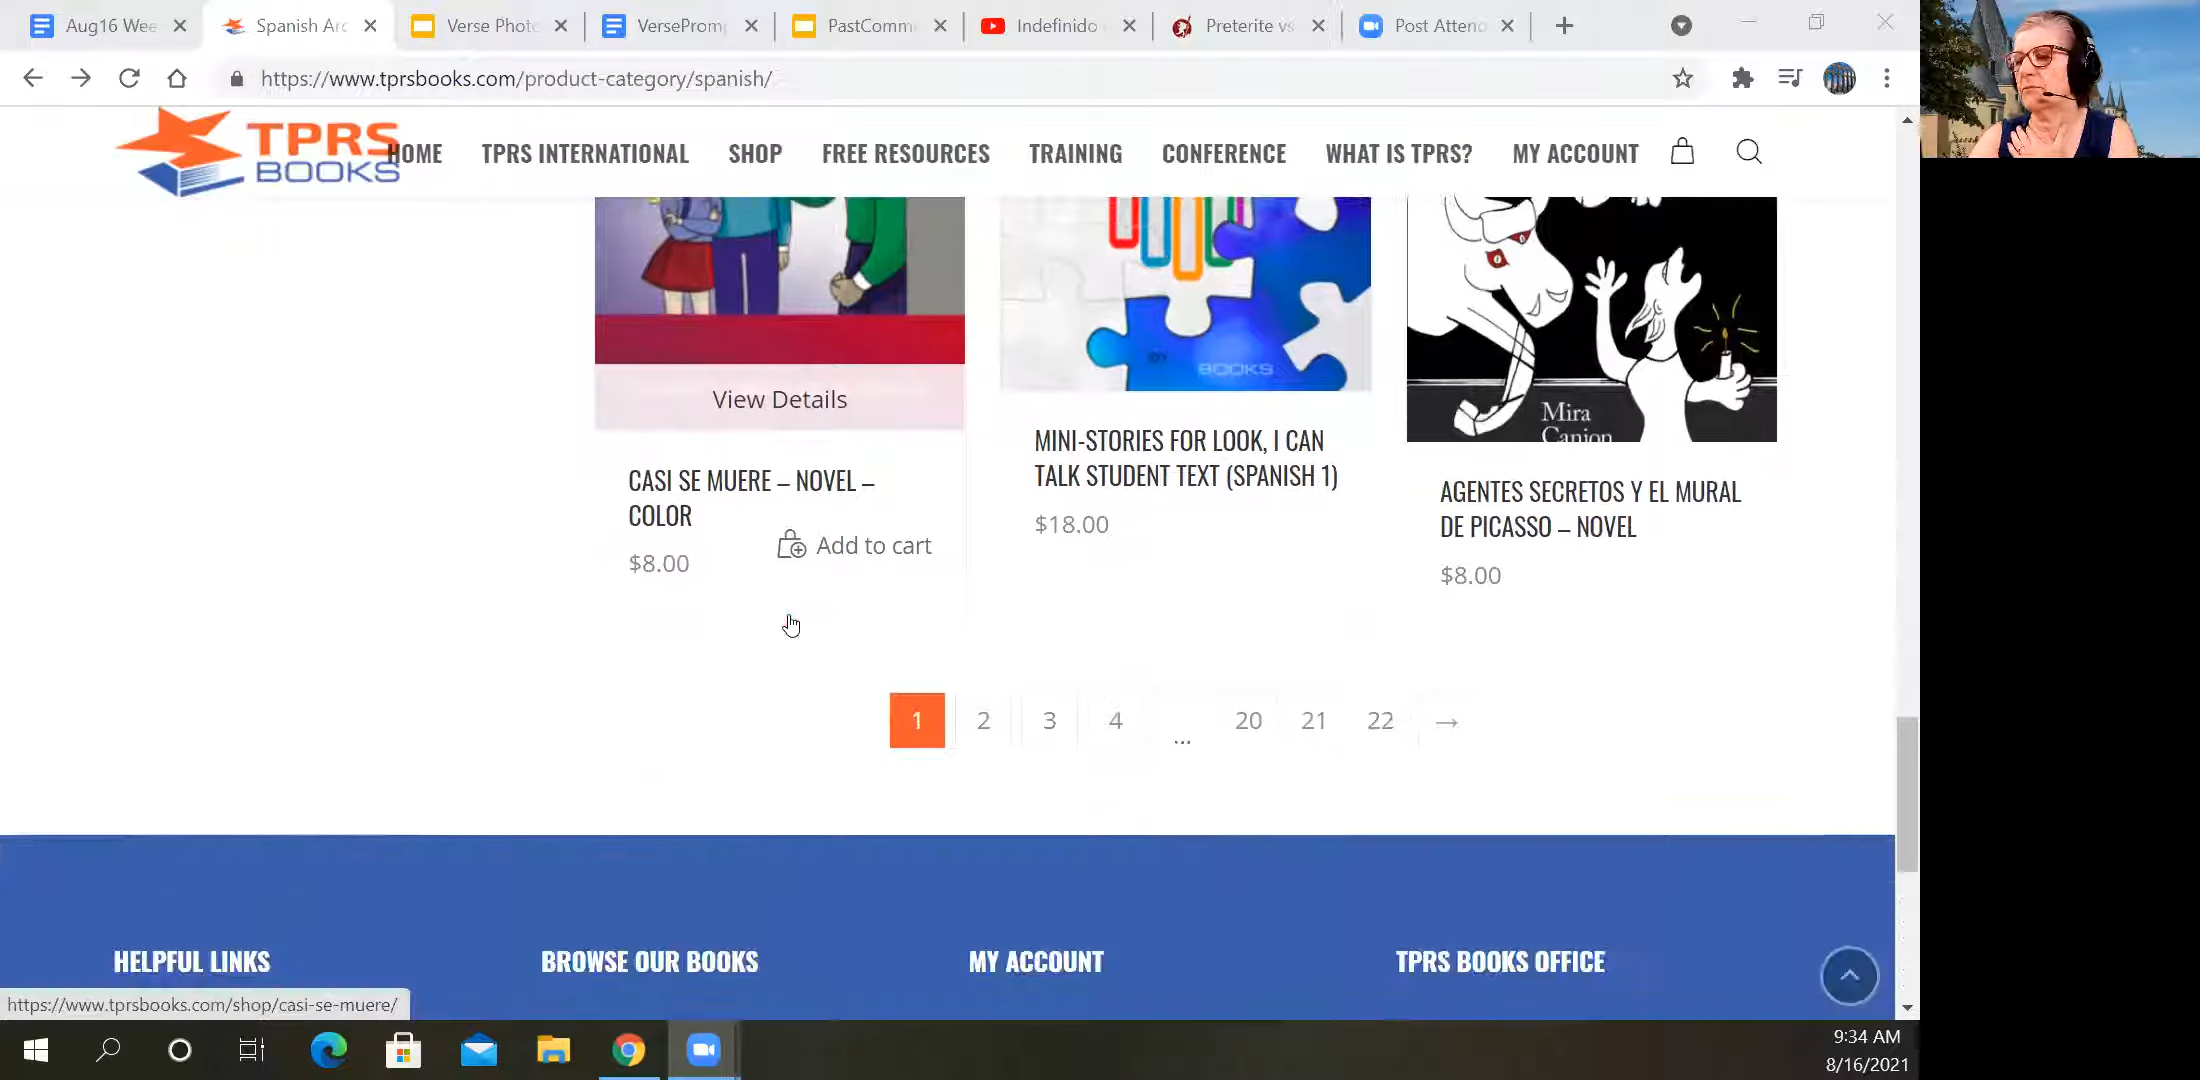 Aug16 Wee
Spanish Arc
Verse Photo
VersePromp
PastComme
Indefinido
Preterite vs
Post Attend
https://www.tprsbooks.com/product-category/spanish/
TPRS
BOOKS
HOME
TPRS INTERNATIONAL
SHOP
FREE RESOURCES
TRAINING
CONFERENCE
WHAT IS TPRS?
MY ACCOUNT
BY
BOOKS
Mira
Canion
View Details
CASI SE MUERE – NOVEL –
COLOR
$8.00
Add to cart
MINI-STORIES FOR LOOK, I CAN
TALK STUDENT TEXT (SPANISH 1)
$18.00
AGENTES SECRETOS Y EL MURAL
DE PICASSO – NOVEL
$8.00
1 2 3 4 ... 20 21 22 →
HELPFUL LINKS
BROWSE OUR BOOKS
MY ACCOUNT
TPRS BOOKS OFFICE
https://www.tprsbooks.com/shop/casi-se-muere/
9:34 AM
8/16/2021